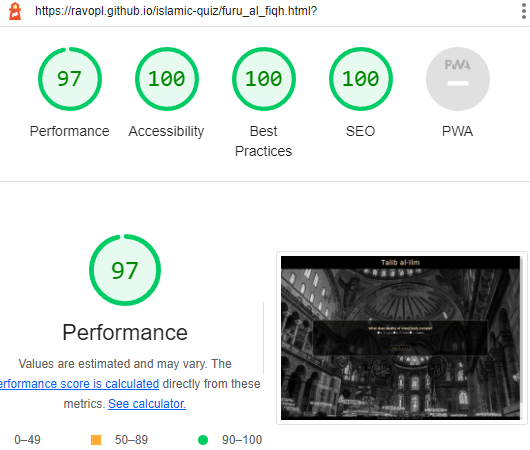 https://ravopl.github.io/islamic-quiz/furu_al_fiqh.html?
97
100
100
100
PWA
Performance
Accessibility
Best
Practices
SEO
PWA
97
Performance
Values are estimated and may vary. The
erformance score is calculated directly from these
metrics. See calculator.
0–49
50–89
90–100
Talib al-Ilm